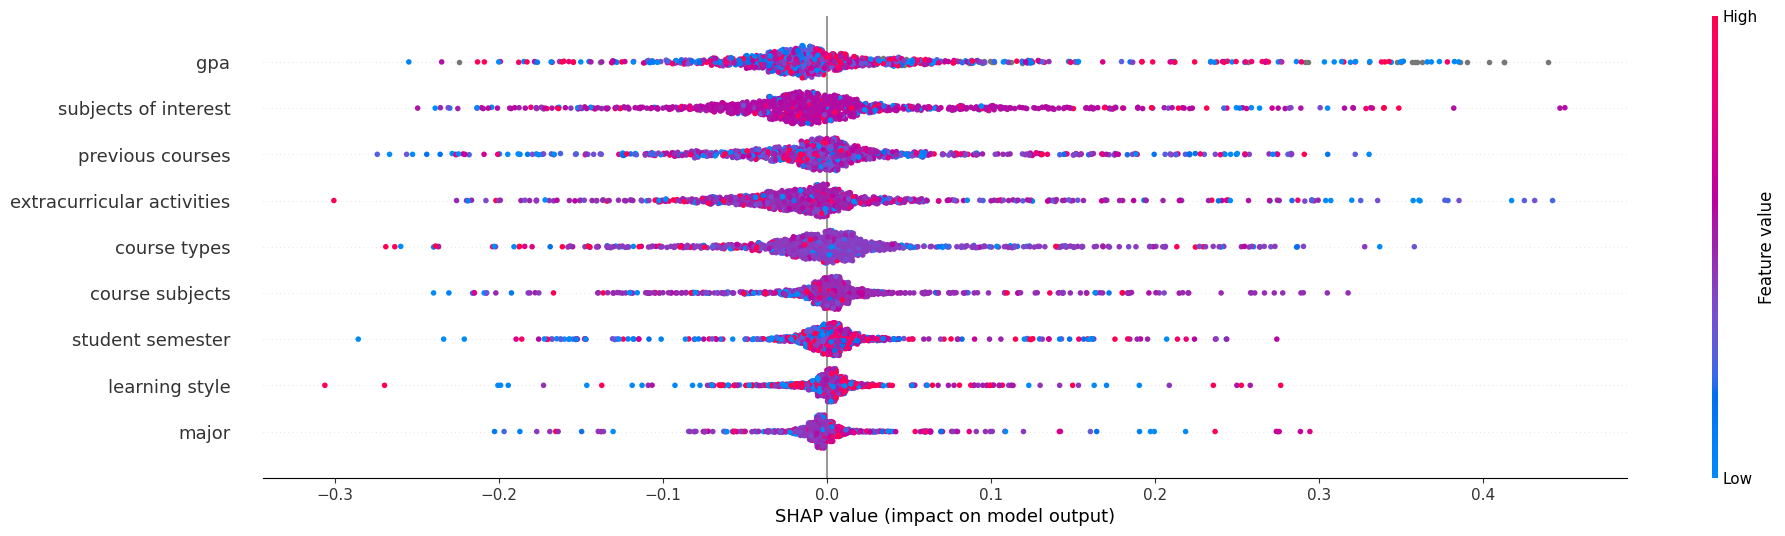 High
gpa
subjects of interest
previous courses
extracurricular activities
course types
course subjects
student semester
learning style
major
Feature value
Low
−0.3 −0.2 −0.1 0.0 0.1 0.2 0.3 0.4
SHAP value (impact on model output)